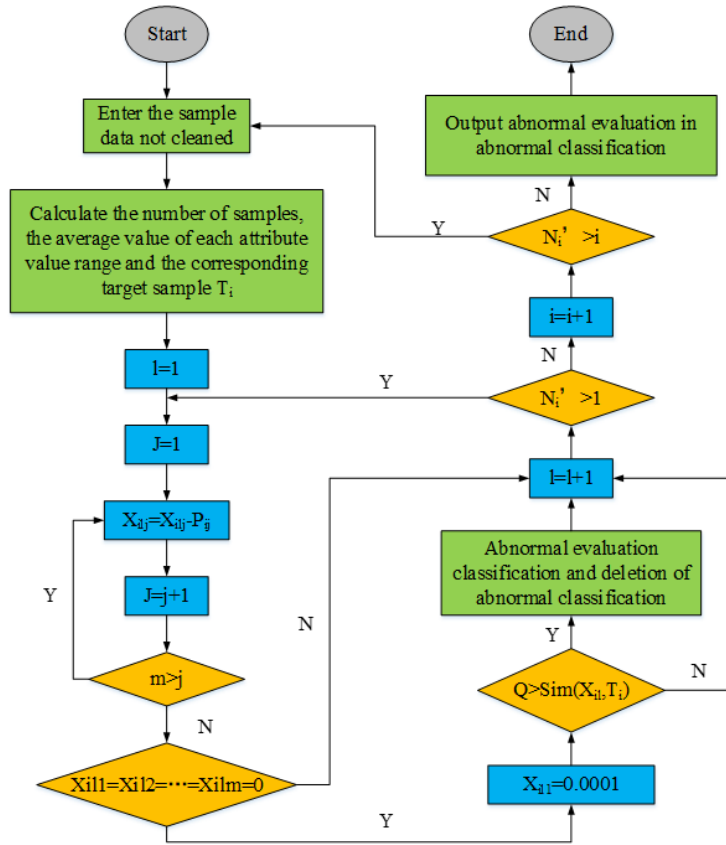 Start
Enter the sample
data not cleaned
Calculate the number of samples,
the average value of each attribute
value range and the corresponding
target sample Ti
l=1
J=1
Xilj=Xilj-Pij
J=j+1
Y
m>j
N
Xil1=Xil2=⋯=Xilm=0
N
Y
End
Output abnormal evaluation in
abnormal classification
N
Ni’ >i
Y
i=i+1
N
Ni’ >1
Y
l=l+1
Abnormal evaluation
classification and deletion of
abnormal classification
Y
Q>Sim(Xil,Ti)
N
Xil1=0.0001